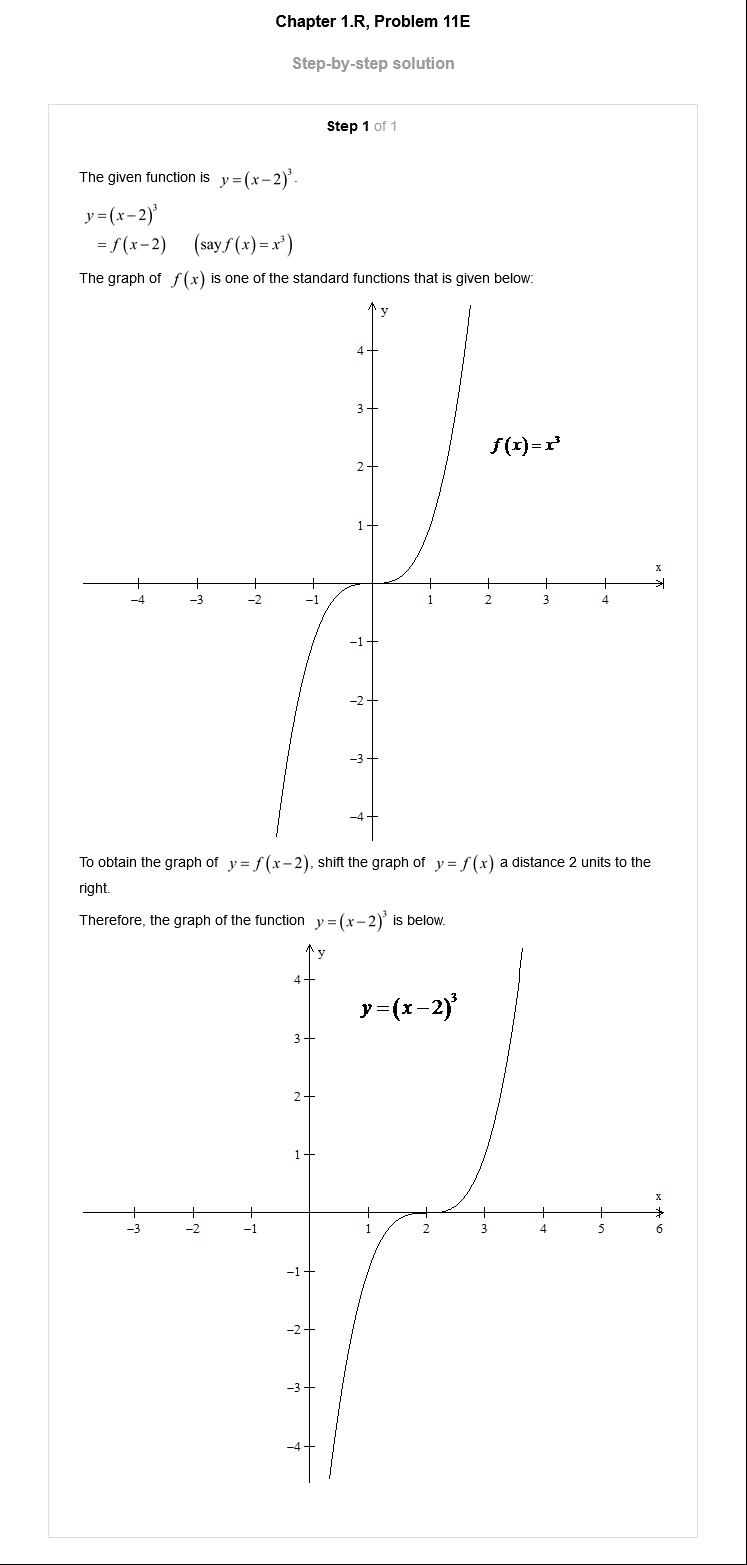 Chapter 1.R, Problem 11E
Step-by-step solution
Step 1 of 1
The given function is y=(x−2)³.
y=(x−2)³
=f(x−2) (say f(x)=x³)
The graph of f(x) is one of the standard functions that is given below:
y
4
3
f(x)=x³
2
1
x
−4 −3 −2 −1 1 2 3 4
−1
−2
−3
−4
To obtain the graph of y=f(x−2), shift the graph of y=f(x) a distance 2 units to the
right.
Therefore, the graph of the function y=(x−2)³ is below.
y
4
y=(x−2)³
3
2
1
x
−3 −2 −1 1 2 3 4 5 6
−1
−2
−3
−4